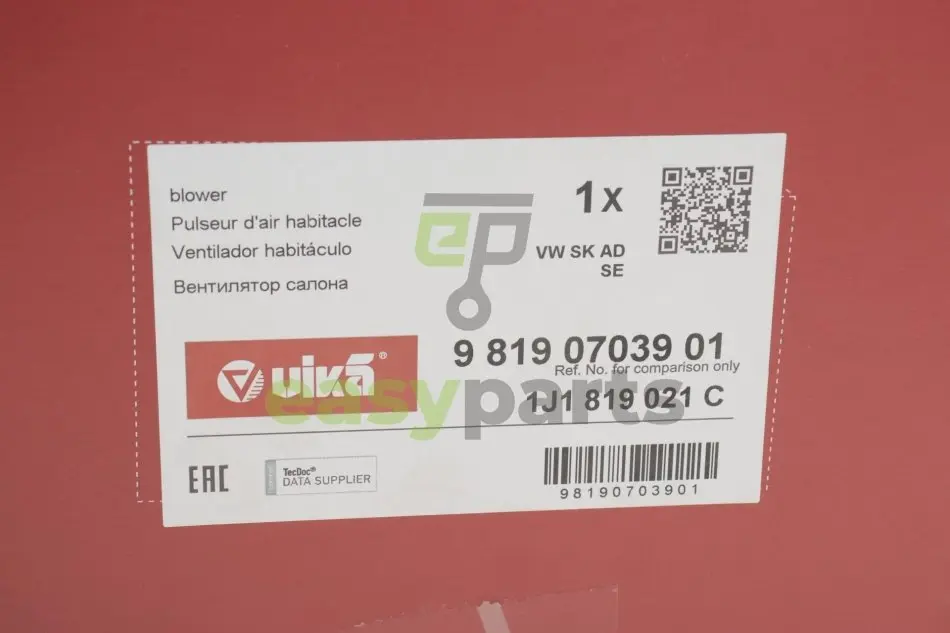 blower
Pulseur d'air habitacle
Ventilador habitáculo
Вентилятор салона
1x
VW SK AD
SE
ep
vikā®
9 819 07039 01
Ref. No. for comparison only
1J1 819 021 C
easyparts
EAC
TecDoc®
DATA SUPPLIER
98190703901